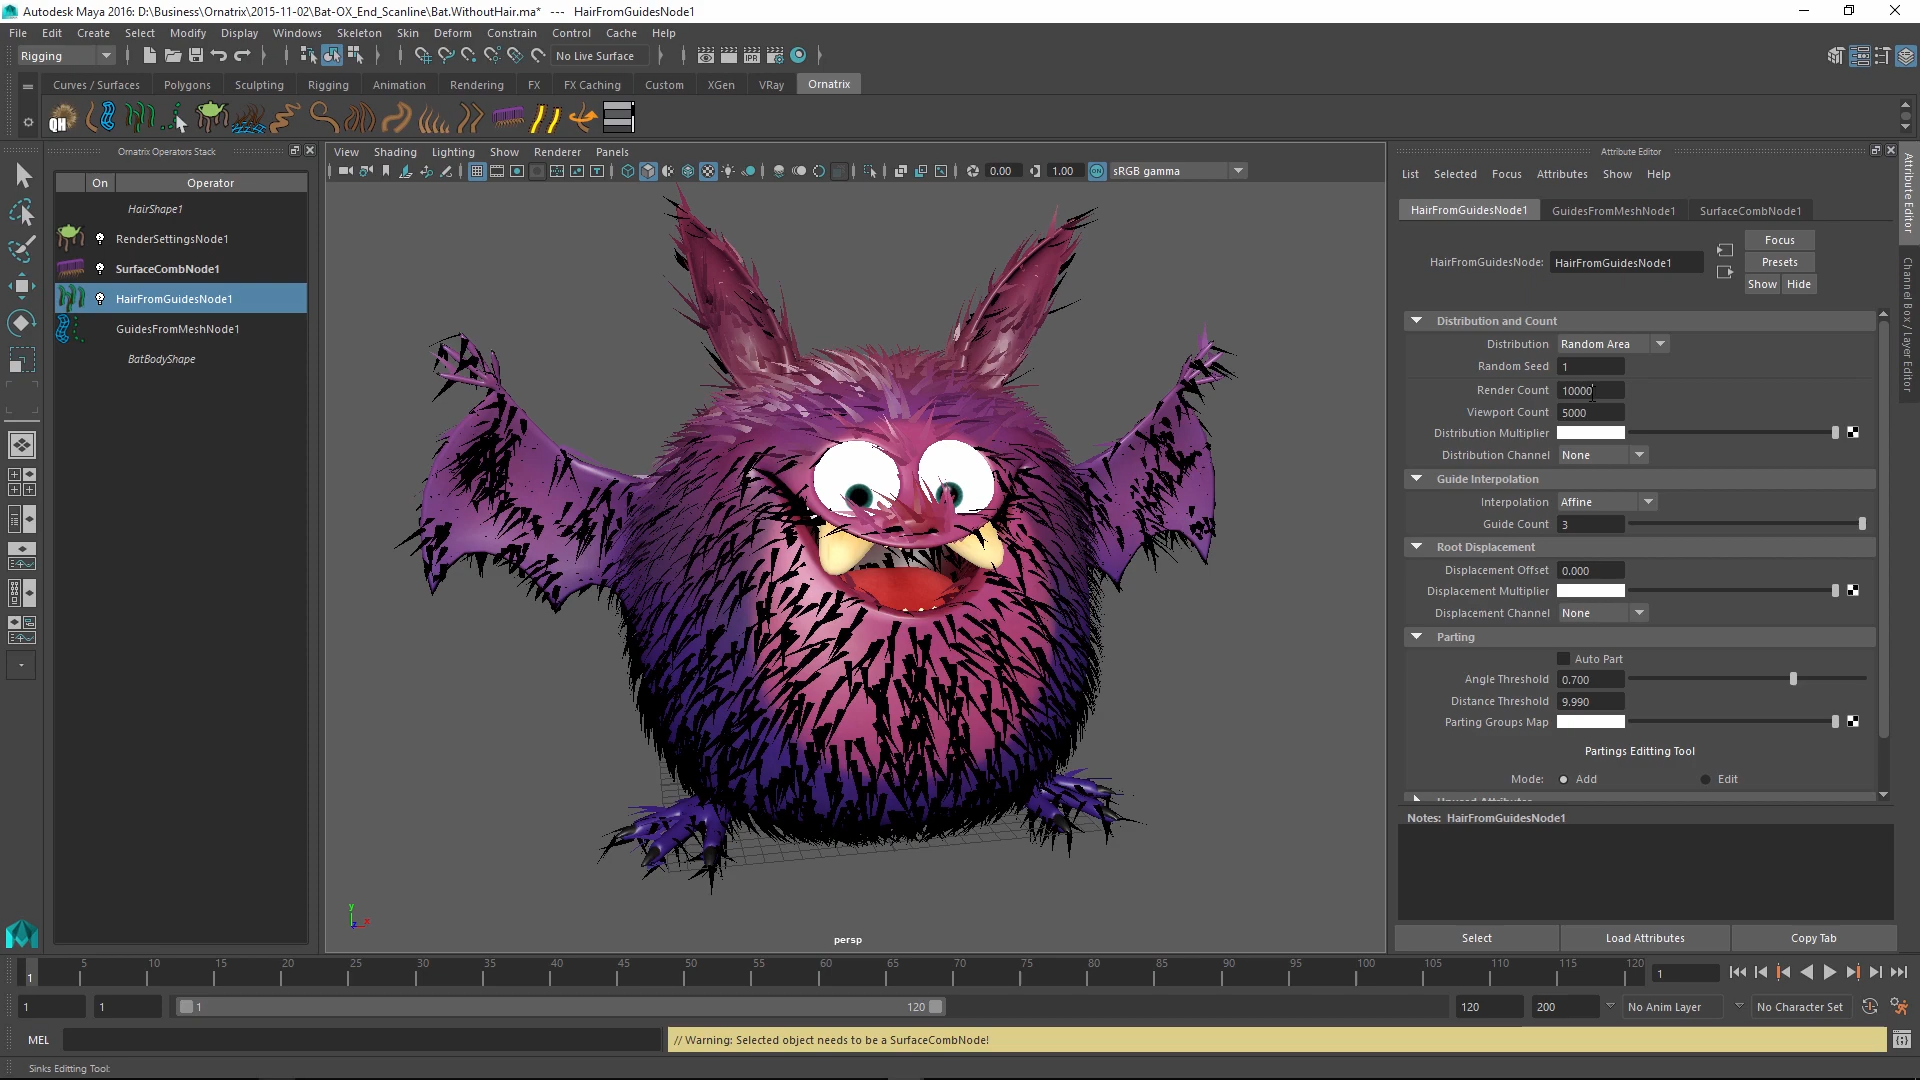 Autodesk Maya 2016: D:\Business\Ornatrix\2015-11-02\Bat-OX_End_Scanline\Bat.WithoutHair.ma* --- HairFromGuidesNode1
File Edit Create Select Modify Display Windows Skeleton Skin Deform Constrain Control Cache Help
Rigging No Live Surface
Curves / Surfaces Polygons Sculpting Rigging Animation Rendering FX FX Caching Custom XGen VRay Ornatrix
QH
Ornatrix Operators Stack
On Operator
HairShape1
RenderSettingsNode1
SurfaceCombNode1
HairFromGuidesNode1
GuidesFromMeshNode1
BatBodyShape
View Shading Lighting Show Renderer Panels
0.00 1.00 sRGB gamma
persp
Attribute Editor
List Selected Focus Attributes Show Help
HairFromGuidesNode1 GuidesFromMeshNode1 SurfaceCombNode1
HairFromGuidesNode: HairFromGuidesNode1
Focus
Presets
Show Hide
Distribution and Count
Distribution Random Area
Random Seed 1
Render Count 10000
Viewport Count 5000
Distribution Multiplier
Distribution Channel None
Guide Interpolation
Interpolation Affine
Guide Count 3
Root Displacement
Displacement Offset 0.000
Displacement Multiplier
Displacement Channel None
Parting
Auto Part
Angle Threshold 0.700
Distance Threshold 9.990
Parting Groups Map
Partings Editting Tool
Mode: Add Edit
Notes: HairFromGuidesNode1
Select Load Attributes Copy Tab
Attribute Editor
Channel Box / Layer Editor
1 5 10 15 20 25 30 35 40 45 50 55 60 65 70 75 80 85 90 95 100 105 110 115 120 1
1 1 1 120 120 200 No Anim Layer No Character Set
MEL // Warning: Selected object needs to be a SurfaceCombNode!
Sinks Editing Tool: